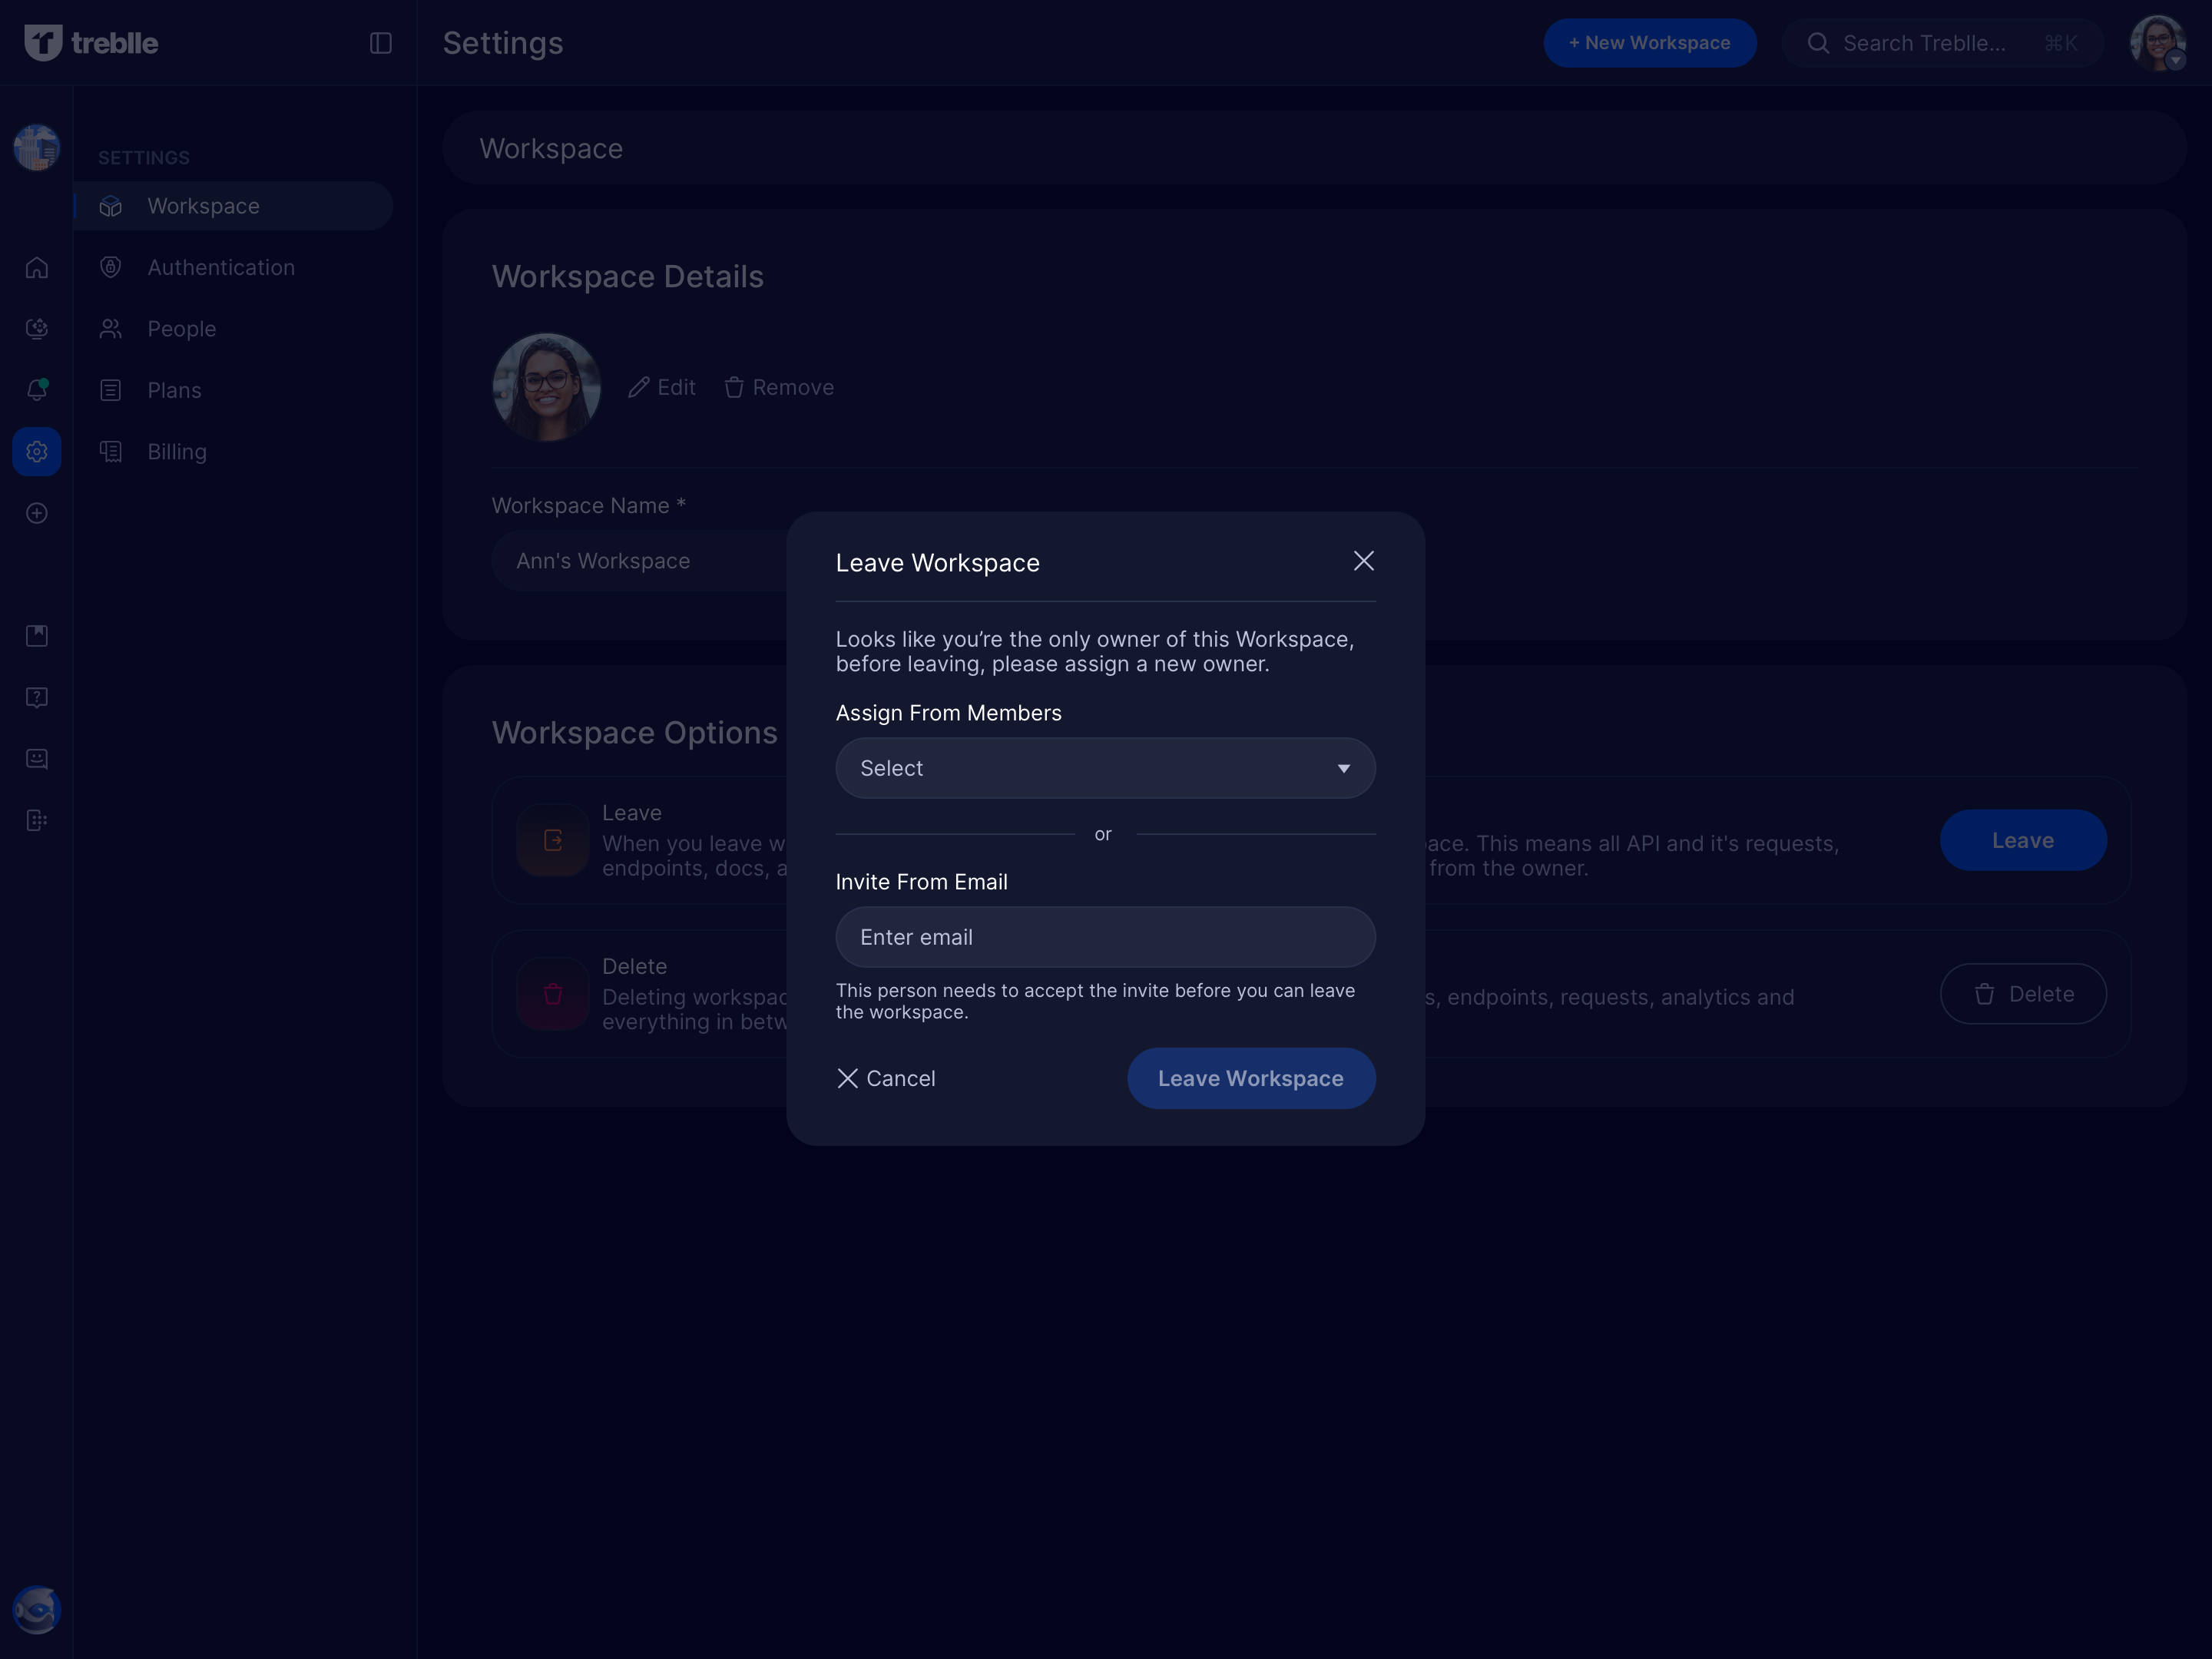 treblle
Settings
+ New Workspace
Search Treblle...
⌘K
SETTINGS
Workspace
Authentication
People
Plans
Billing
Workspace
Workspace Details
Edit
Remove
Workspace Name *
Ann's Workspace
Workspace Options
Leave
When you leave w
ace. This means all API and it's requests,
endpoints, docs, a
from the owner.
Leave
Delete
Deleting workspac
s, endpoints, requests, analytics and
everything in betw
Delete
Leave Workspace
Looks like you’re the only owner of this Workspace,
before leaving, please assign a new owner.
Assign From Members
Select
or
Invite From Email
Enter email
This person needs to accept the invite before you can leave
the workspace.
Cancel
Leave Workspace